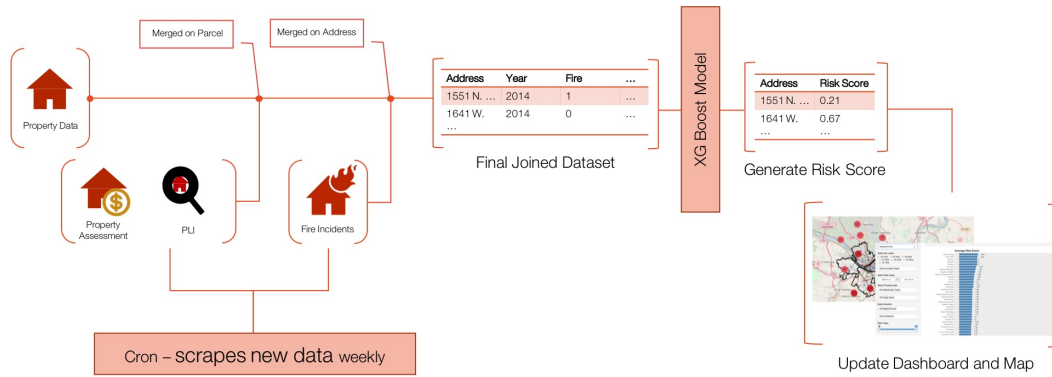 Merged on Parcel
Merged on Address
Property Data
Property
Assessment
PLI
Fire Incidents
Cron – scrapes new data weekly
Address Year Fire ...
1551 N. ... 2014 1 ...
1641 W. 2014 0 ...
...
Final Joined Dataset
XG Boost Model
Address Risk Score
1551 N. ... 0.21
1641 W. 0.67
... ...
Generate Risk Score
Average Risk Score
Update Dashboard and Map